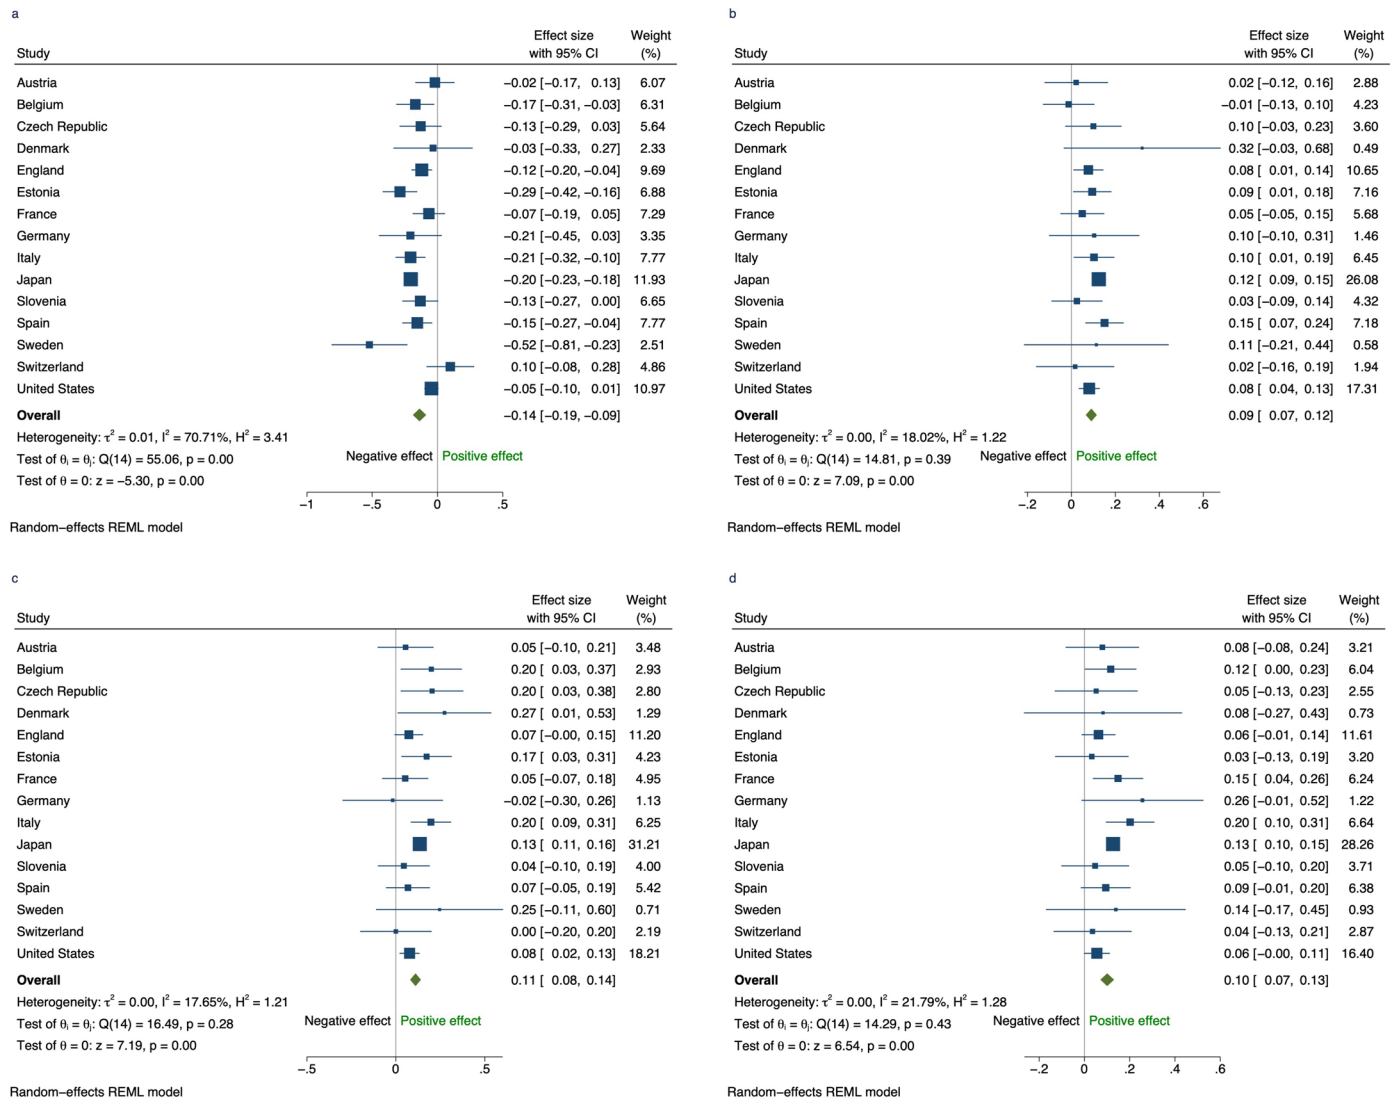 a
Effect size Weight
Study with 95% CI (%)
Austria −0.02 [−0.17, 0.13] 6.07
Belgium −0.17 [−0.31, −0.03] 6.31
Czech Republic −0.13 [−0.29, 0.03] 5.64
Denmark −0.03 [−0.33, 0.27] 2.33
England −0.12 [−0.20, −0.04] 9.69
Estonia −0.29 [−0.42, −0.16] 6.88
France −0.07 [−0.19, 0.05] 7.29
Germany −0.21 [−0.45, 0.03] 3.35
Italy −0.21 [−0.32, −0.10] 7.77
Japan −0.20 [−0.23, −0.18] 11.93
Slovenia −0.13 [−0.27, 0.00] 6.65
Spain −0.15 [−0.27, −0.04] 7.77
Sweden −0.52 [−0.81, −0.23] 2.51
Switzerland 0.10 [−0.08, 0.28] 4.86
United States −0.05 [−0.10, 0.01] 10.97
Overall −0.14 [−0.19, −0.09]
Heterogeneity: τ² = 0.01, I² = 70.71%, H² = 3.41
Negative effect Positive effect
Test of θᵢ = θⱼ: Q(14) = 55.06, p = 0.00
Test of θ = 0: z = −5.30, p = 0.00
−1 −.5 0 .5
Random−effects REML model
b
Effect size Weight
Study with 95% CI (%)
Austria 0.02 [−0.12, 0.16] 2.88
Belgium −0.01 [−0.13, 0.10] 4.23
Czech Republic 0.10 [−0.03, 0.23] 3.60
Denmark 0.32 [−0.03, 0.68] 0.49
England 0.08 [ 0.01, 0.14] 10.65
Estonia 0.09 [ 0.01, 0.18] 7.16
France 0.05 [−0.05, 0.15] 5.68
Germany 0.10 [−0.10, 0.31] 1.46
Italy 0.10 [ 0.01, 0.19] 6.45
Japan 0.12 [ 0.09, 0.15] 26.08
Slovenia 0.03 [−0.09, 0.14] 4.32
Spain 0.15 [ 0.07, 0.24] 7.18
Sweden 0.11 [−0.21, 0.44] 0.58
Switzerland 0.02 [−0.16, 0.19] 1.94
United States 0.08 [ 0.04, 0.13] 17.31
Overall 0.09 [ 0.07, 0.12]
Heterogeneity: τ² = 0.00, I² = 18.02%, H² = 1.22
Negative effect Positive effect
Test of θᵢ = θⱼ: Q(14) = 14.81, p = 0.39
Test of θ = 0: z = 7.09, p = 0.00
−.2 0 .2 .4 .6
Random−effects REML model
c
Effect size Weight
Study with 95% CI (%)
Austria 0.05 [−0.10, 0.21] 3.48
Belgium 0.20 [ 0.03, 0.37] 2.93
Czech Republic 0.20 [ 0.03, 0.38] 2.80
Denmark 0.27 [ 0.01, 0.53] 1.29
England 0.07 [−0.00, 0.15] 11.20
Estonia 0.17 [ 0.03, 0.31] 4.23
France 0.05 [−0.07, 0.18] 4.95
Germany −0.02 [−0.30, 0.26] 1.13
Italy 0.20 [ 0.09, 0.31] 6.25
Japan 0.13 [ 0.11, 0.16] 31.21
Slovenia 0.04 [−0.10, 0.19] 4.00
Spain 0.07 [−0.05, 0.19] 5.42
Sweden 0.25 [−0.11, 0.60] 0.71
Switzerland 0.00 [−0.20, 0.20] 2.19
United States 0.08 [ 0.02, 0.13] 18.21
Overall 0.11 [ 0.08, 0.14]
Heterogeneity: τ² = 0.00, I² = 17.65%, H² = 1.21
Negative effect Positive effect
Test of θᵢ = θⱼ: Q(14) = 16.49, p = 0.28
Test of θ = 0: z = 7.19, p = 0.00
−.5 0 .5
Random−effects REML model
d
Effect size Weight
Study with 95% CI (%)
Austria 0.08 [−0.08, 0.24] 3.21
Belgium 0.12 [ 0.00, 0.23] 6.04
Czech Republic 0.05 [−0.13, 0.23] 2.55
Denmark 0.08 [−0.27, 0.43] 0.73
England 0.06 [−0.01, 0.14] 11.61
Estonia 0.03 [−0.13, 0.19] 3.20
France 0.15 [ 0.04, 0.26] 6.24
Germany 0.26 [−0.01, 0.52] 1.22
Italy 0.20 [ 0.10, 0.31] 6.64
Japan 0.13 [ 0.10, 0.15] 28.26
Slovenia 0.05 [−0.10, 0.20] 3.71
Spain 0.09 [−0.01, 0.20] 6.38
Sweden 0.14 [−0.17, 0.45] 0.93
Switzerland 0.04 [−0.13, 0.21] 2.87
United States 0.06 [−0.00, 0.11] 16.40
Overall 0.10 [ 0.07, 0.13]
Heterogeneity: τ² = 0.00, I² = 21.79%, H² = 1.28
Negative effect Positive effect
Test of θᵢ = θⱼ: Q(14) = 14.29, p = 0.43
Test of θ = 0: z = 6.54, p = 0.00
−.2 0 .2 .4 .6
Random−effects REML model